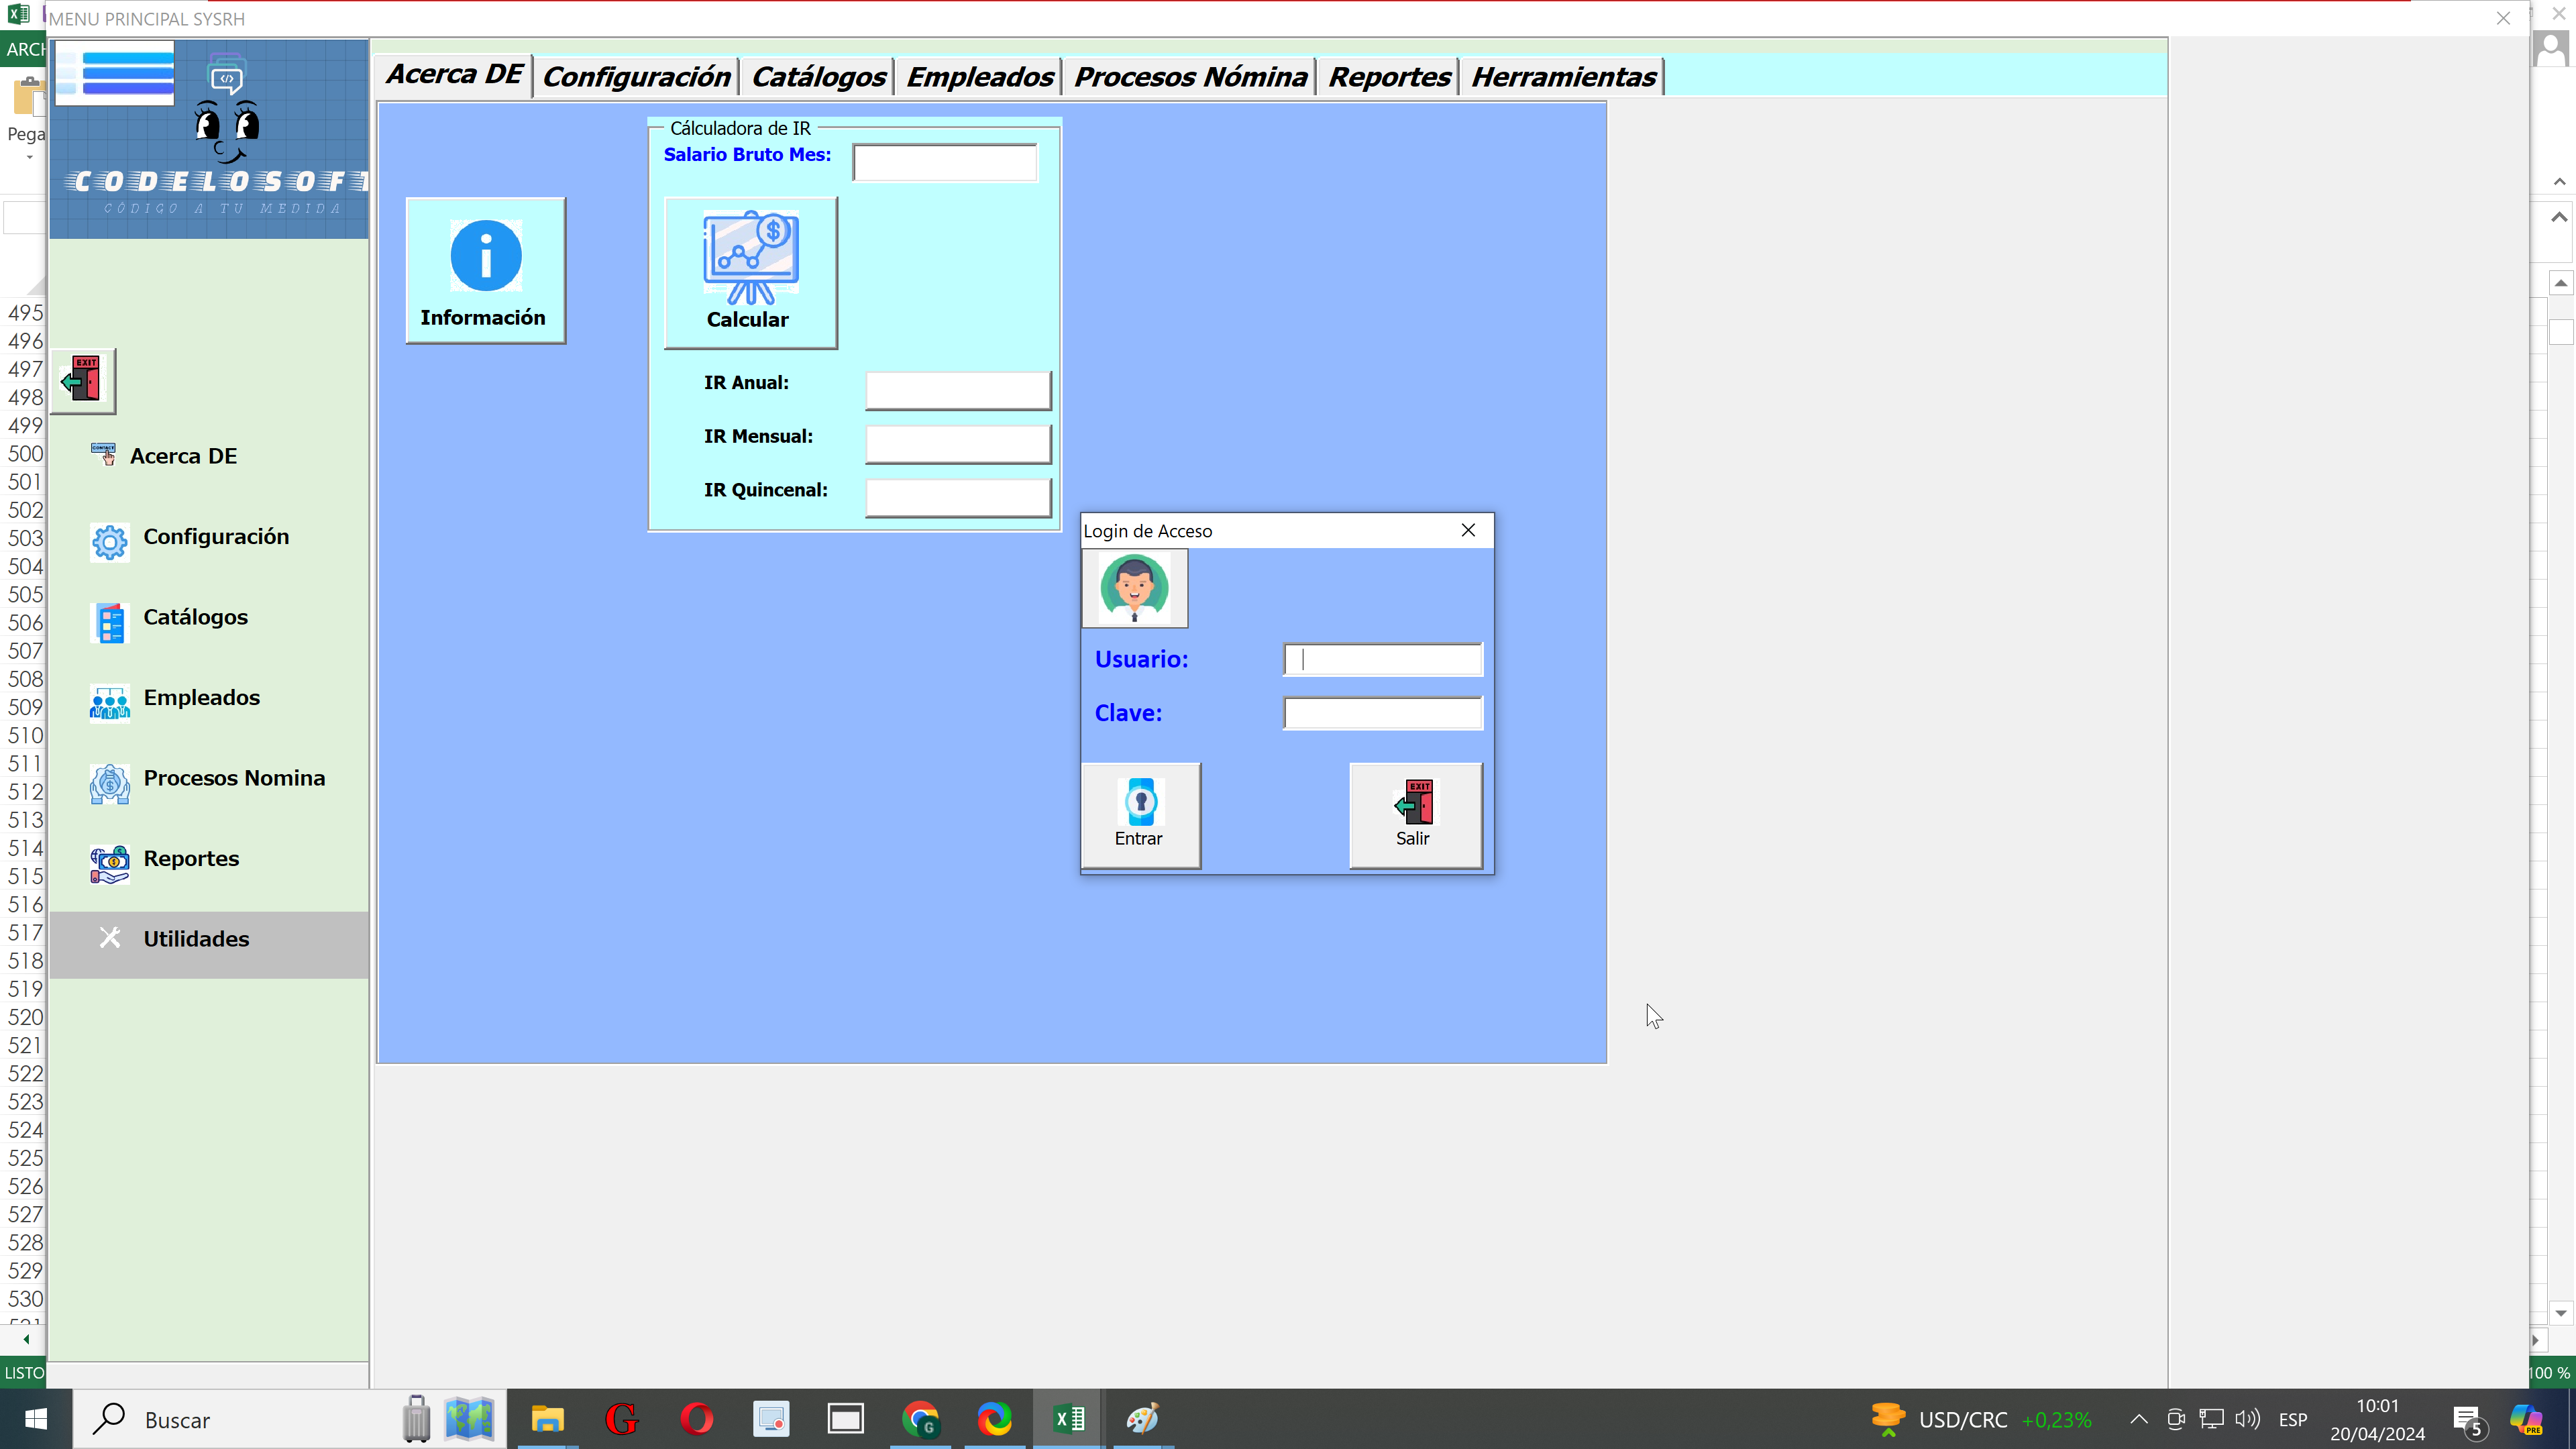 MENU PRINCIPAL SYSRH
ARCH
Pega
CODELOSOFT
CÓDIGO A TU MEDIDA
EXIT
CONTACT
Acerca DE
Configuración
Catálogos
Empleados
Procesos Nomina
Reportes
Utilidades
Acerca DE
Configuración
Catálogos
Empleados
Procesos Nómina
Reportes
Herramientas
Información
Cálculadora de IR
Salario Bruto Mes:
Calcular
IR Anual:
IR Mensual:
IR Quincenal:
Login de Acceso
Usuario:
Clave:
Entrar
EXIT
Salir
495
496
497
498
499
500
501
502
503
504
505
506
507
508
509
510
511
512
513
514
515
516
517
518
519
520
521
522
523
524
525
526
527
528
529
530
LISTO
100 %
Buscar
USD/CRC +0,23%
ESP
10:01
20/04/2024
5
PRE